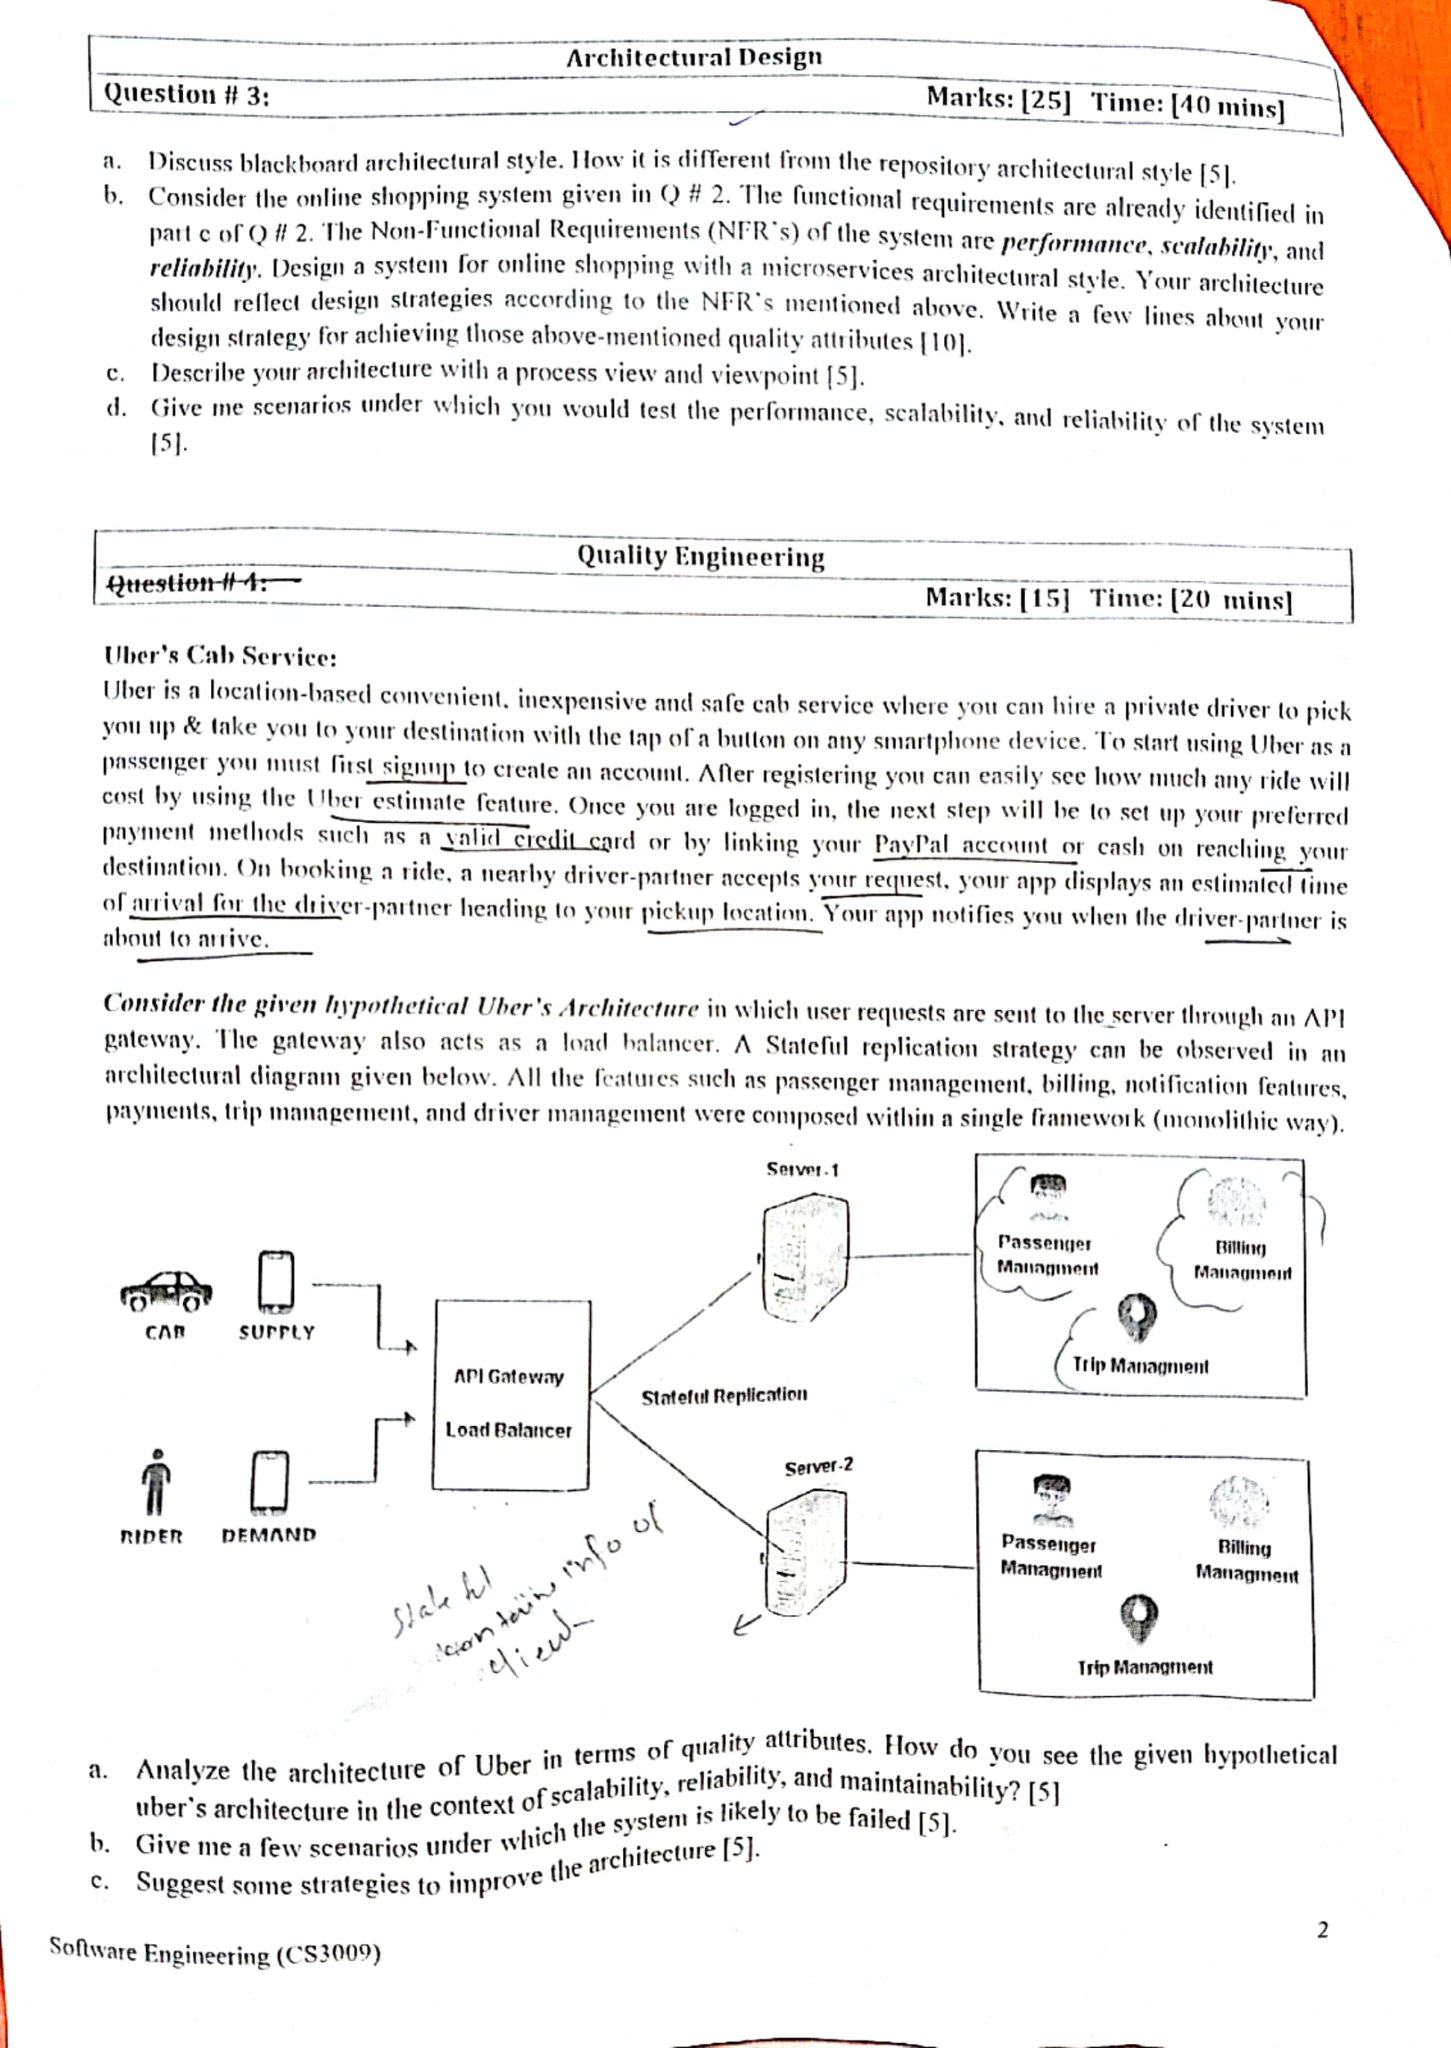 Architectural Design
Question # 3:
Marks: [25] Time: [40 mins]
a. Discuss blackboard architectural style. How it is different from the repository architectural style [5].
b. Consider the online shopping system given in Q # 2. The functional requirements are already identified in
part c of Q # 2. The Non-Functional Requirements (NFR's) of the system are performance, scalability, and
reliability. Design a system for online shopping with a microservices architectural style. Your architecture
should reflect design strategies according to the NFR's mentioned above. Write a few lines about your
design strategy for achieving those above-mentioned quality attributes [10].
c. Describe your architecture with a process view and viewpoint [5].
d. Give me scenarios under which you would test the performance, scalability, and reliability of the system
[5].
Quality Engineering
Question # 4:
Marks: [15] Time: [20 mins]
Uber's Cab Service:
Uber is a location-based convenient, inexpensive and safe cab service where you can hire a private driver to pick
you up & take you to your destination with the tap of a button on any smartphone device. To start using Uber as a
passenger you must first signup to create an account. After registering you can easily see how much any ride will
cost by using the Uber estimate feature. Once you are logged in, the next step will be to set up your preferred
payment methods such as a valid credit card or by linking your PayPal account or cash on reaching your
destination. On booking a ride, a nearby driver-partner accepts your request, your app displays an estimated time
of arrival for the driver-partner heading to your pickup location. Your app notifies you when the driver-partner is
about to arrive.
Consider the given hypothetical Uber's Architecture in which user requests are sent to the server through an API
gateway. The gateway also acts as a load balancer. A Stateful replication strategy can be observed in an
architectural diagram given below. All the features such as passenger management, billing, notification features,
payments, trip management, and driver management were composed within a single framework (monolithic way).
Server-1
Passenger
Managment
Billing
Managment
Trip Managment
CAB
SUPPLY
API Gateway
Load Balancer
Stateful Replication
Server-2
RIDER
DEMAND
Passenger
Managment
Billing
Managment
Trip Managment
Stateful
info of
client
a. Analyze the architecture of Uber in terms of quality attributes. How do you see the given hypothetical
uber's architecture in the context of scalability, reliability, and maintainability? [5]
b. Give me a few scenarios under which the system is likely to be failed [5].
c. Suggest some strategies to improve the architecture [5].
2
Software Engineering (CS3009)